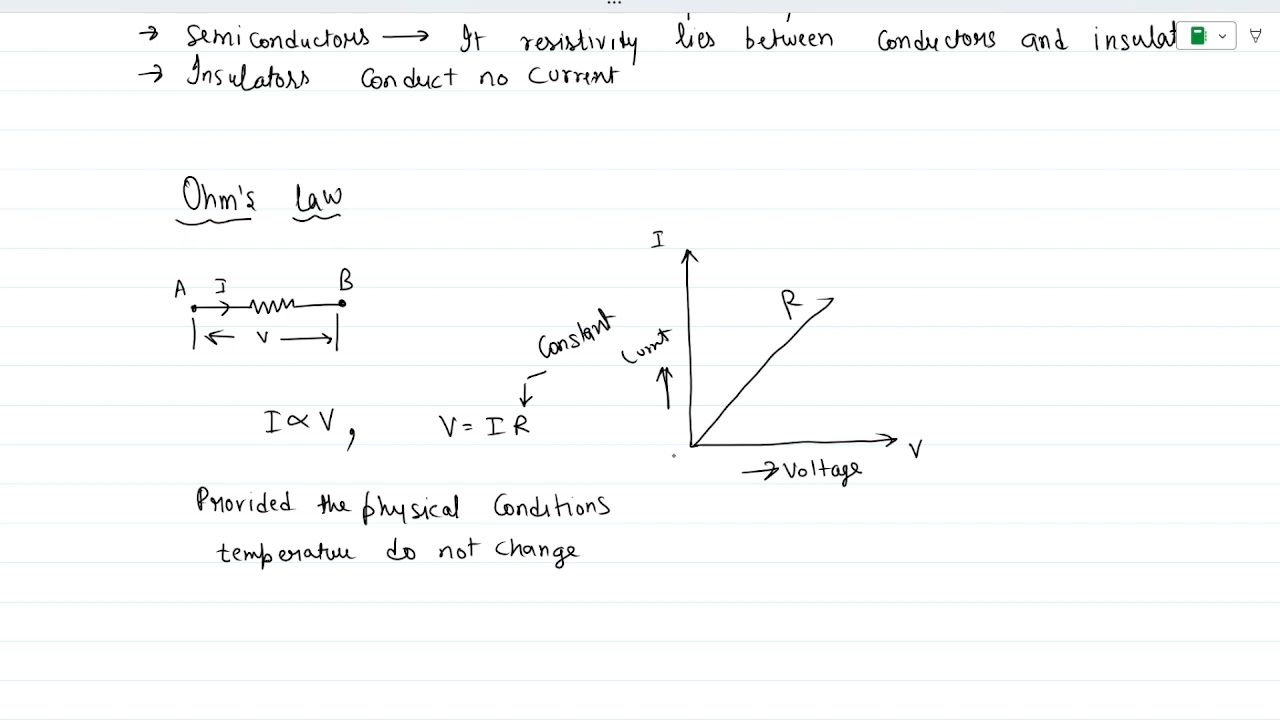 → Semiconductors → It resistivity lies between conductors and insulat
→ Insulators conduct no current
Ohm's law
A I B
V
I ∝ V, V = I R
Constant
I
Current
R
V
→ Voltage
Provided the physical Conditions
temperature do not change